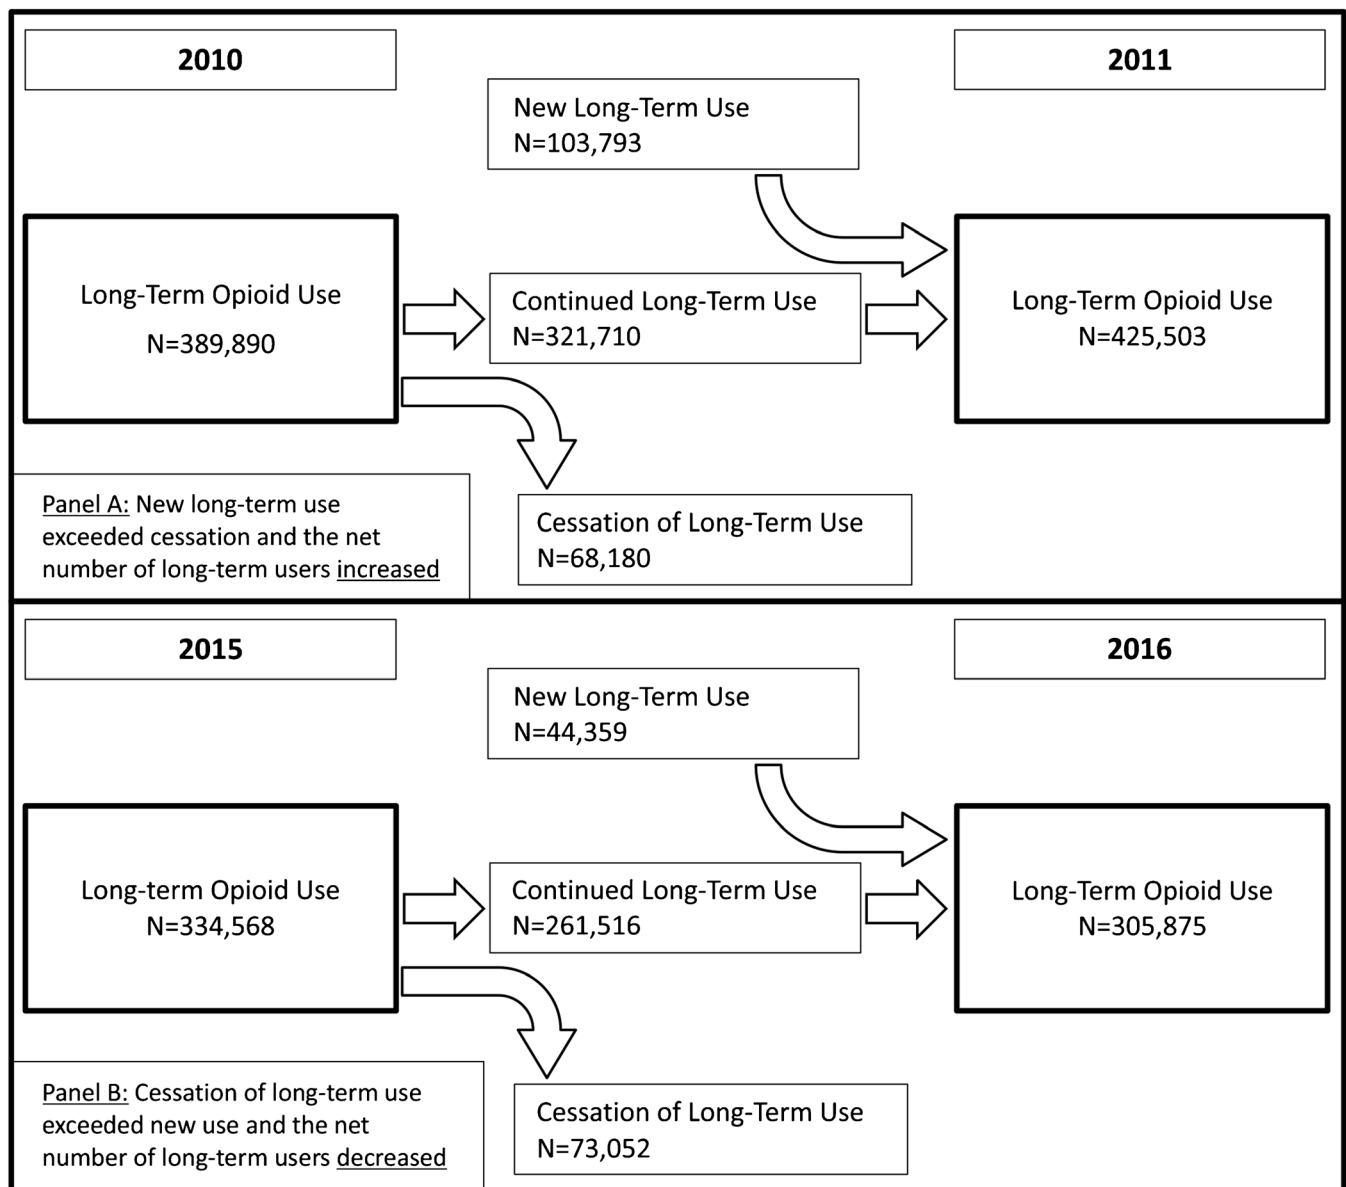 2010
2011
New Long-Term Use
N=103,793
Long-Term Opioid Use
N=389,890
Continued Long-Term Use
N=321,710
Long-Term Opioid Use
N=425,503
Panel A: New long-term use
exceeded cessation and the net
number of long-term users increased
Cessation of Long-Term Use
N=68,180
2015
2016
New Long-Term Use
N=44,359
Long-term Opioid Use
N=334,568
Continued Long-Term Use
N=261,516
Long-Term Opioid Use
N=305,875
Panel B: Cessation of long-term use
exceeded new use and the net
number of long-term users decreased
Cessation of Long-Term Use
N=73,052